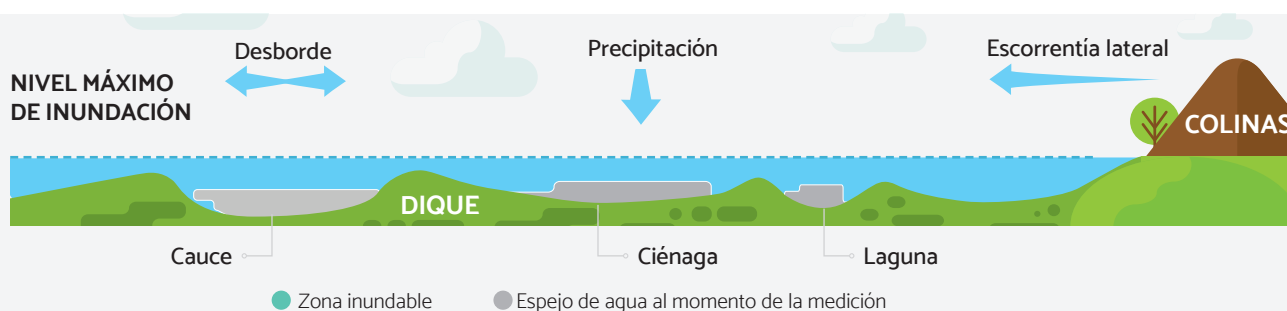 Desborde
Precipitación
Escorrentía lateral
NIVEL MÁXIMO
DE INUNDACIÓN
COLINAS
DIQUE
Cauce
Ciénaga
Laguna
Zona inundable
Espejo de aqua al momento de la medición